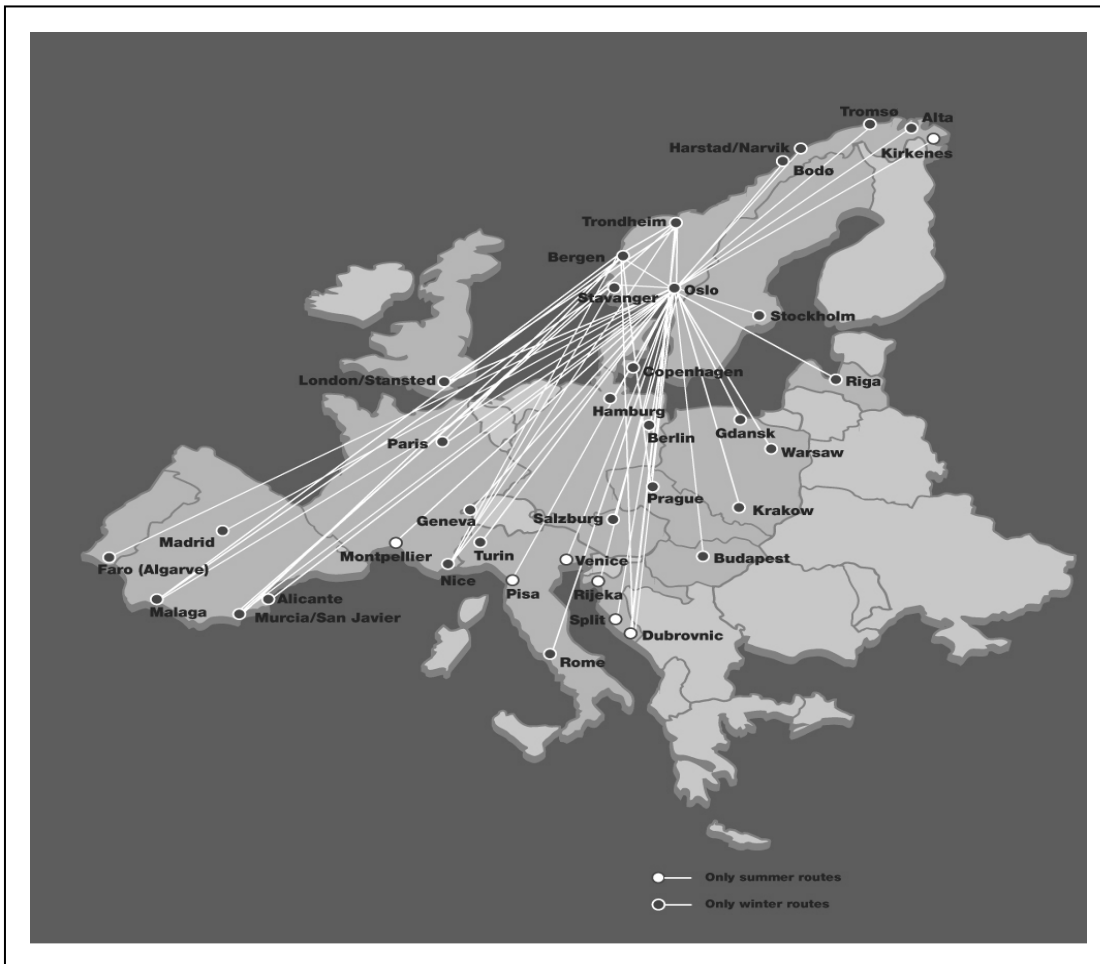 Tromsø
Alta
Harstad/Narvik
Kirkenes
Bodø
Trondheim
Bergen
Stavanger
Oslo
Stockholm
Copenhagen
London/Stansted
Riga
Hamburg
Berlin
Gdansk
Paris
Warsaw
Prague
Geneva
Salzburg
Krakow
Madrid
Montpellier
Turin
Venice
Budapest
Faro (Algarve)
Nice
Pisa
Rijeka
Malaga
Alicante
Murcia/San Javier
Split
Dubrovnic
Rome
Only summer routes
Only winter routes